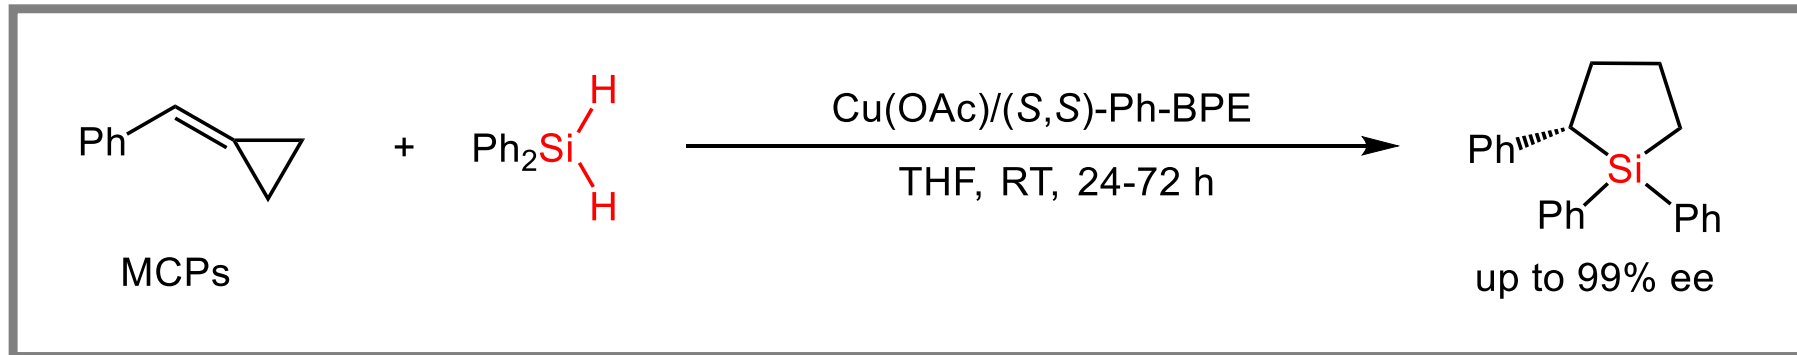 Cu(OAc)/(S,S)-Ph-BPE
THF, RT, 24-72 h
Ph
+
Ph2Si
H
H
Ph
Si
Ph
Ph
MCPs
up to 99% ee